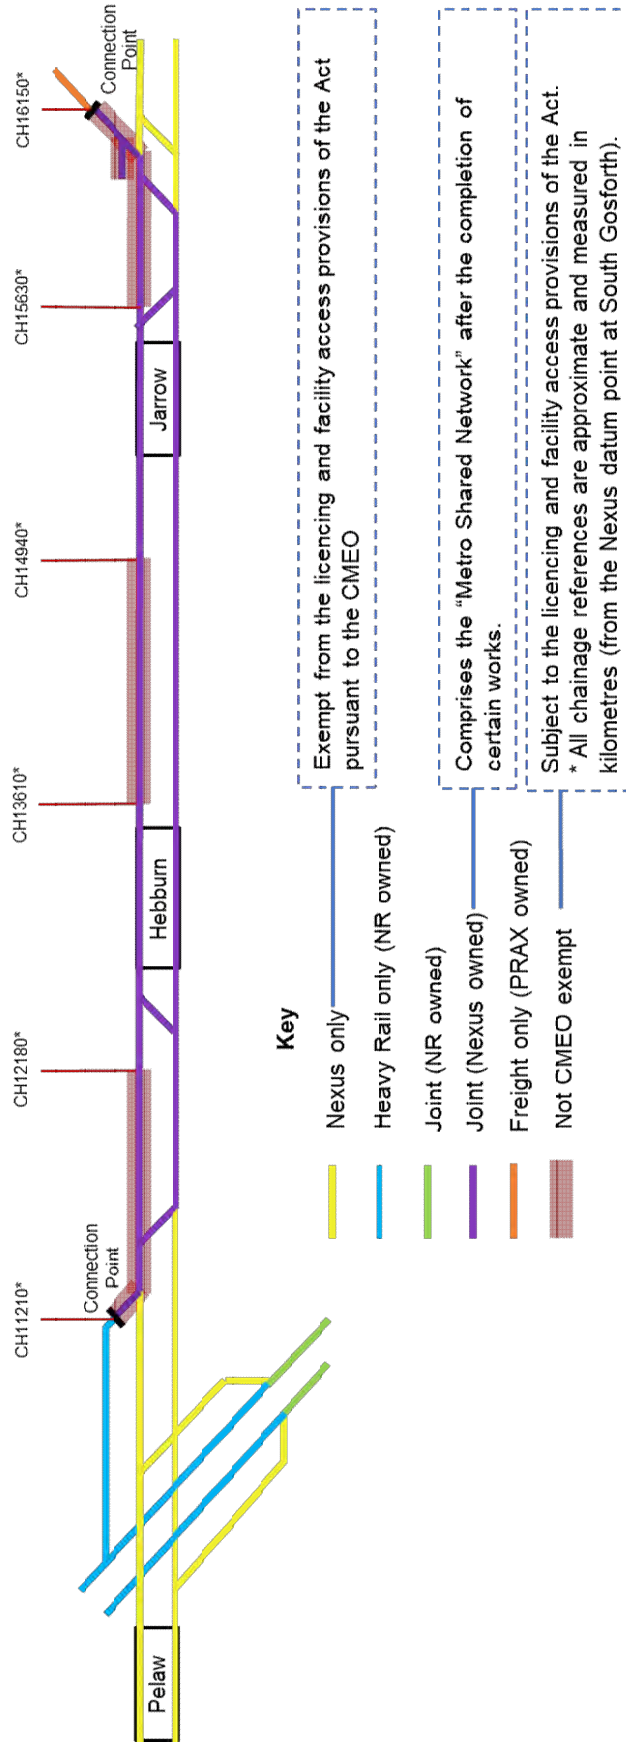 CH11210*
CH12180*
CH13610*
CH14940*
CH15630*
CH16150*
Connection
Point
Connection
Point
Pelaw
Hebburn
Jarrow
Key
Nexus only
Heavy Rail only (NR owned)
Joint (NR owned)
Joint (Nexus owned)
Freight only (PRAX owned)
Not CMEO exempt
Exempt from the licencing and facility access provisions of the Act
pursuant to the CMEO
Comprises the “Metro Shared Network” after the completion of
certain works.
Subject to the licencing and facility access provisions of the Act.
* All chainage references are approximate and measured in
kilometres (from the Nexus datum point at South Gosforth).